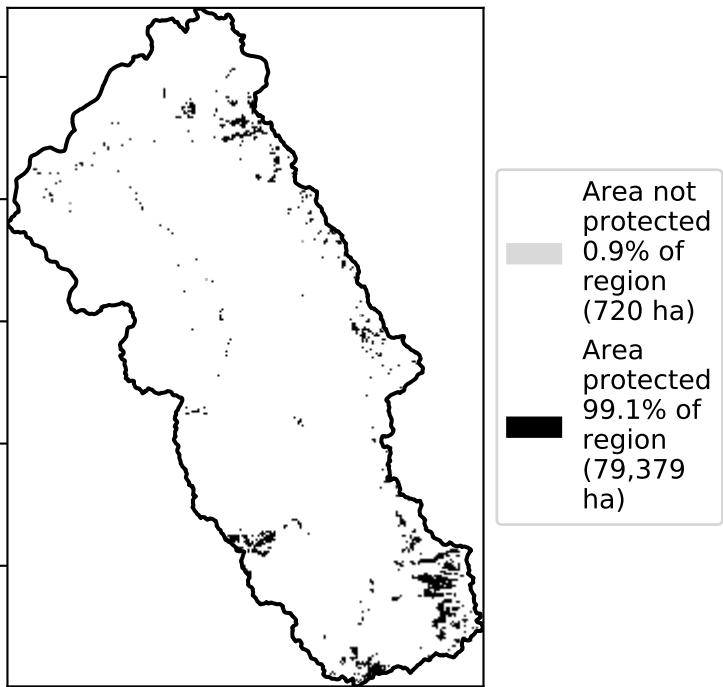 Area not
protected
0.9% of
region
(720 ha)
Area
protected
99.1% of
region
(79,379
ha)